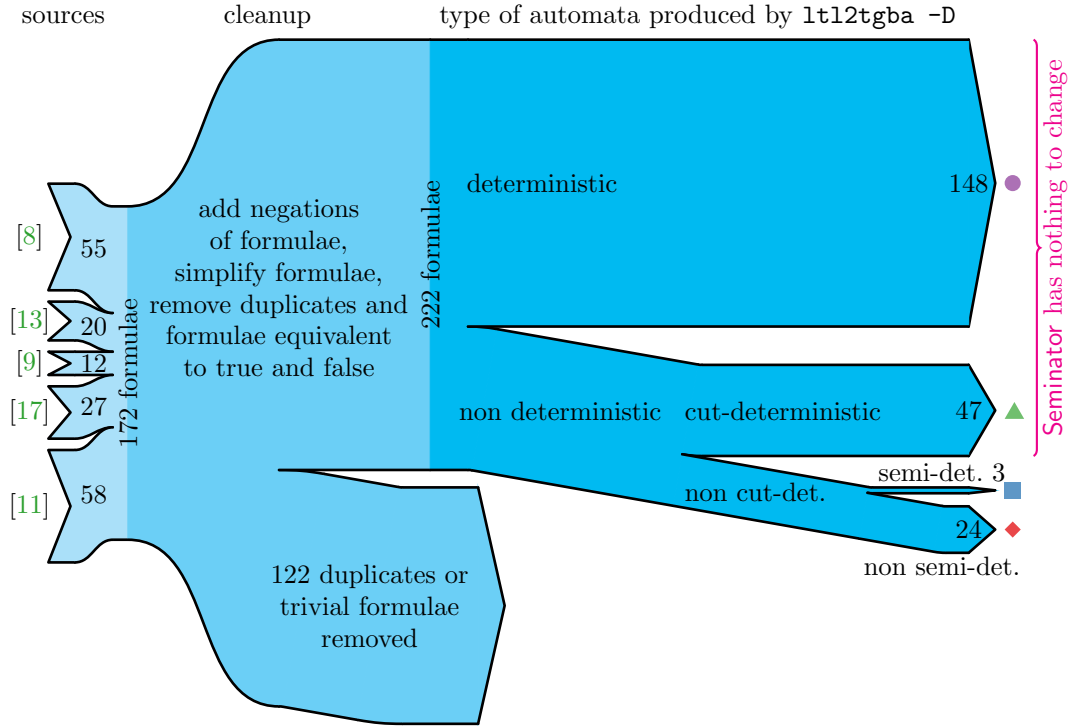 sources
cleanup
type of automata produced by ltl2tgba -D
[8]
55
[13]
20
[9]
12
[17]
27
[11]
58
172 formulae
add negations
of formulae,
simplify formulae,
remove duplicates and
formulae equivalent
to true and false
222 formulae
122 duplicates or
trivial formulae
removed
deterministic
148
non deterministic
cut-deterministic
47
non cut-det.
semi-det. 3
24
non semi-det.
Seminator has nothing to change